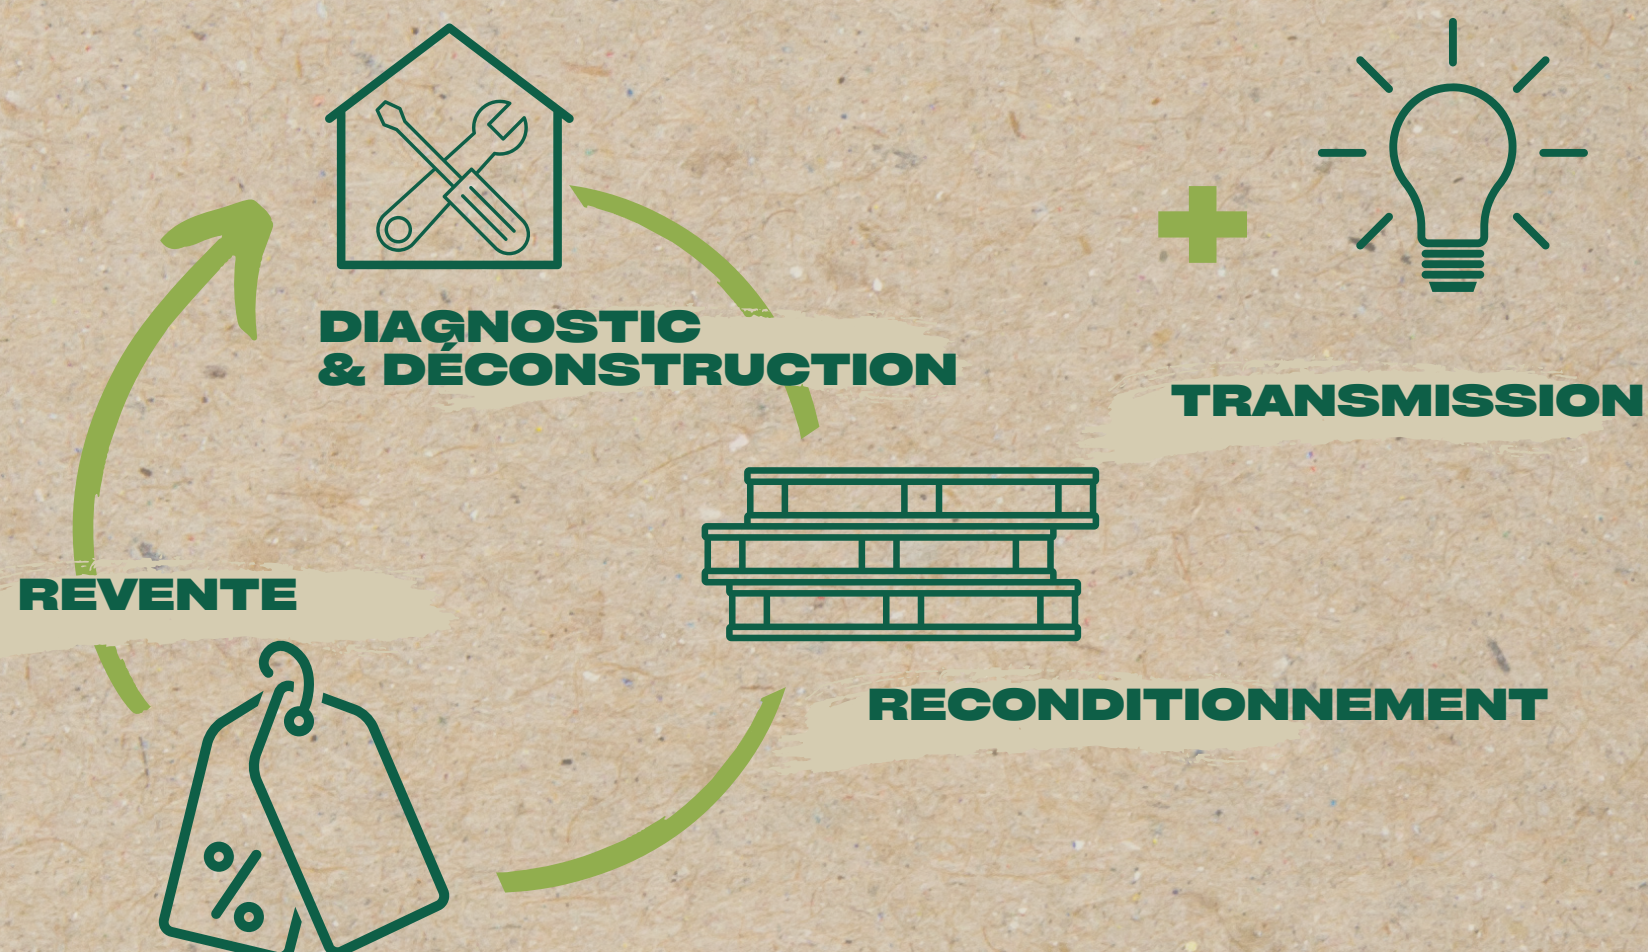 DIAGNOSTIC
& DÉCONSTRUCTION
TRANSMISSION
REVENTE
RECONDITIONNEMENT
%